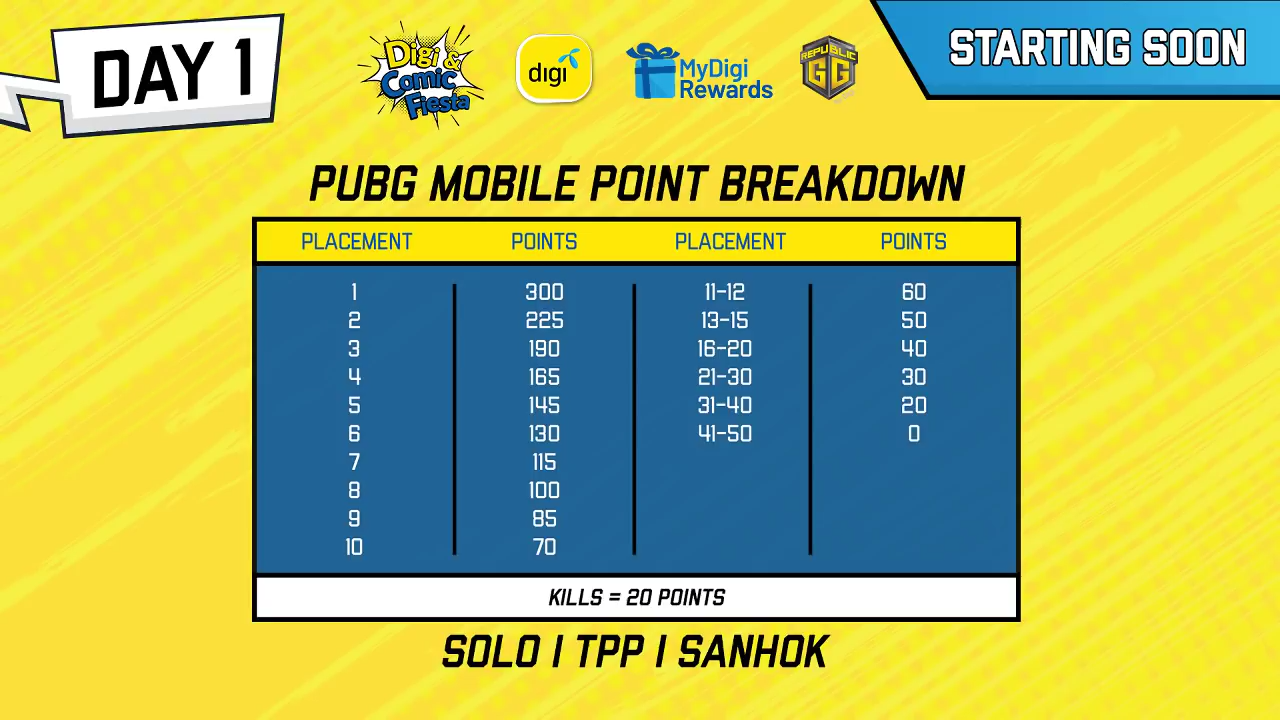 DAY 1
Digi &
Comic
Fiesta
digi
MyDigi
Rewards
REPUBLIC
GG
STARTING SOON
PUBG MOBILE POINT BREAKDOWN
PLACEMENT POINTS PLACEMENT POINTS
1 300 11-12 60
2 225 13-15 50
3 190 16-20 40
4 165 21-30 30
5 145 31-40 20
6 130 41-50 0
7 115
8 100
9 85
10 70
KILLS = 20 POINTS
SOLO | TPP | SANHOK